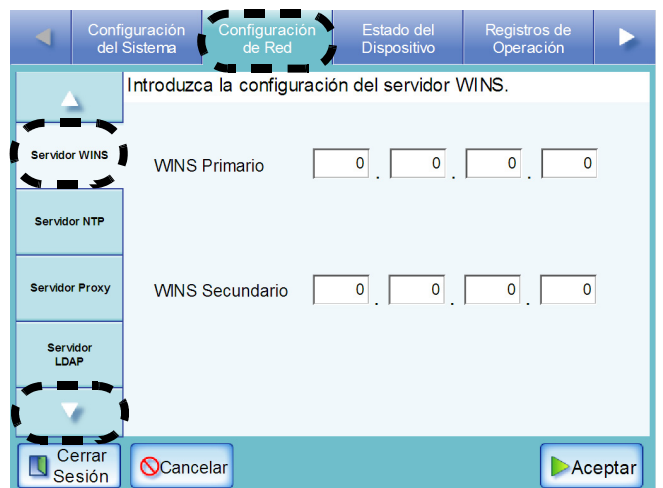 Configuración del Sistema
Configuración de Red
Estado del Dispositivo
Registros de Operación
Introduzca la configuración del servidor WINS.
Servidor WINS
WINS Primario 0 . 0 . 0 . 0
Servidor NTP
Servidor Proxy
WINS Secundario 0 . 0 . 0 . 0
Servidor
LDAP
Cerrar
Sesión
Cancelar
Aceptar